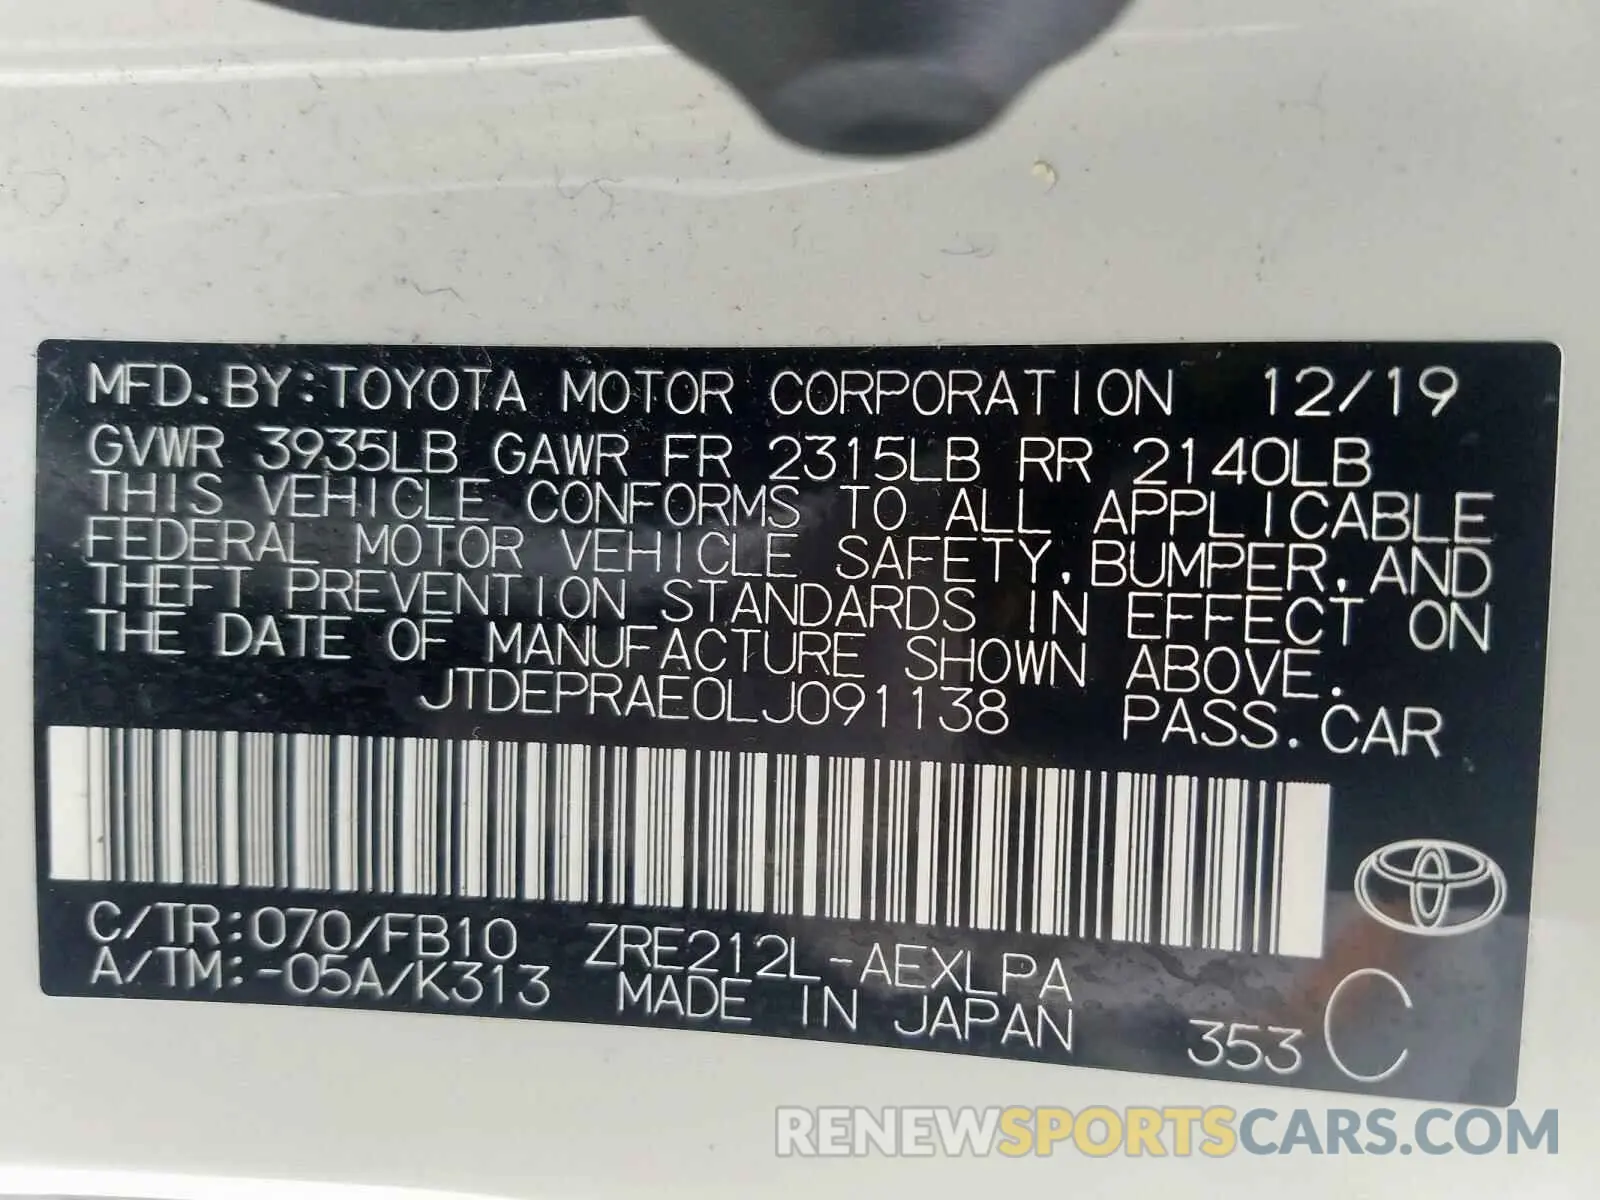 MFD. BY: TOYOTA MOTOR CORPORATION 12/19
GVWR 3935LB GAWR FR 2315LB RR 2140LB
THIS VEHICLE CONFORMS TO ALL APPLICABLE
FEDERAL MOTOR VEHICLE SAFETY, BUMPER, AND
THEFT PREVENTION STANDARDS IN EFFECT ON
THE DATE OF MANUFACTURE SHOWN ABOVE.
JTDEPRAE0LJ091138 PASS. CAR
C/TR: 070/FB10 ZRE212L-AEXLPA
A/TM: -05A/K313 MADE IN JAPAN 353 C
RENEWSPORTSCARS.COM